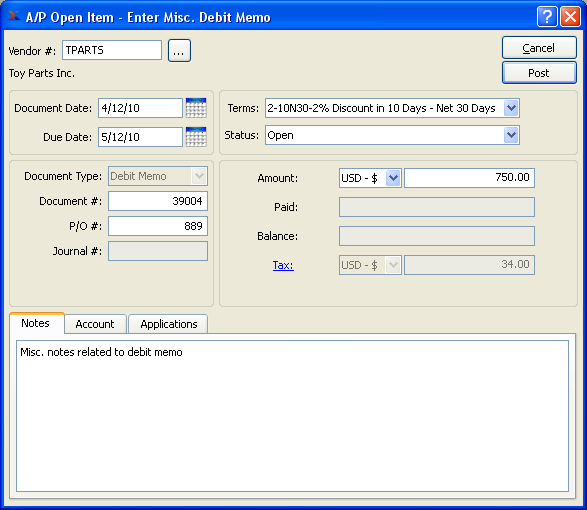 A/P Open Item - Enter Misc. Debit Memo
Vendor #: TPARTS ...
Cancel
Toy Parts Inc.
Post
Document Date: 4/12/10
Due Date: 5/12/10
Terms: 2-10N30-2% Discount in 10 Days - Net 30 Days
Status: Open
Document Type: Debit Memo
Document #: 39004
P/O #: 889
Journal #:
Amount: USD - $ 750.00
Paid:
Balance:
Tax: USD - $ 34.00
Notes Account Applications
Misc. notes related to debit memo